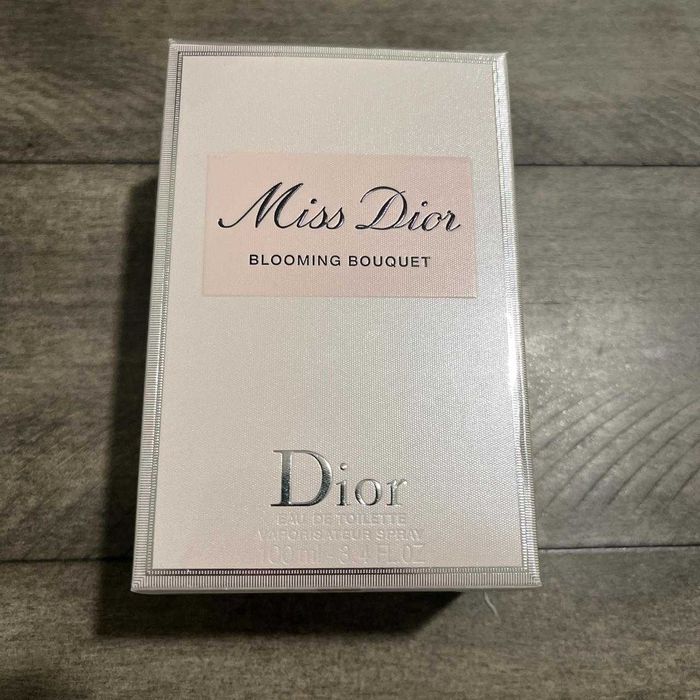 Miss Dior
BLOOMING BOUQUET
Dior
EAU DE TOILETTE
VAPORISATEUR SPRAY
100 ml - 3.4 FL.OZ